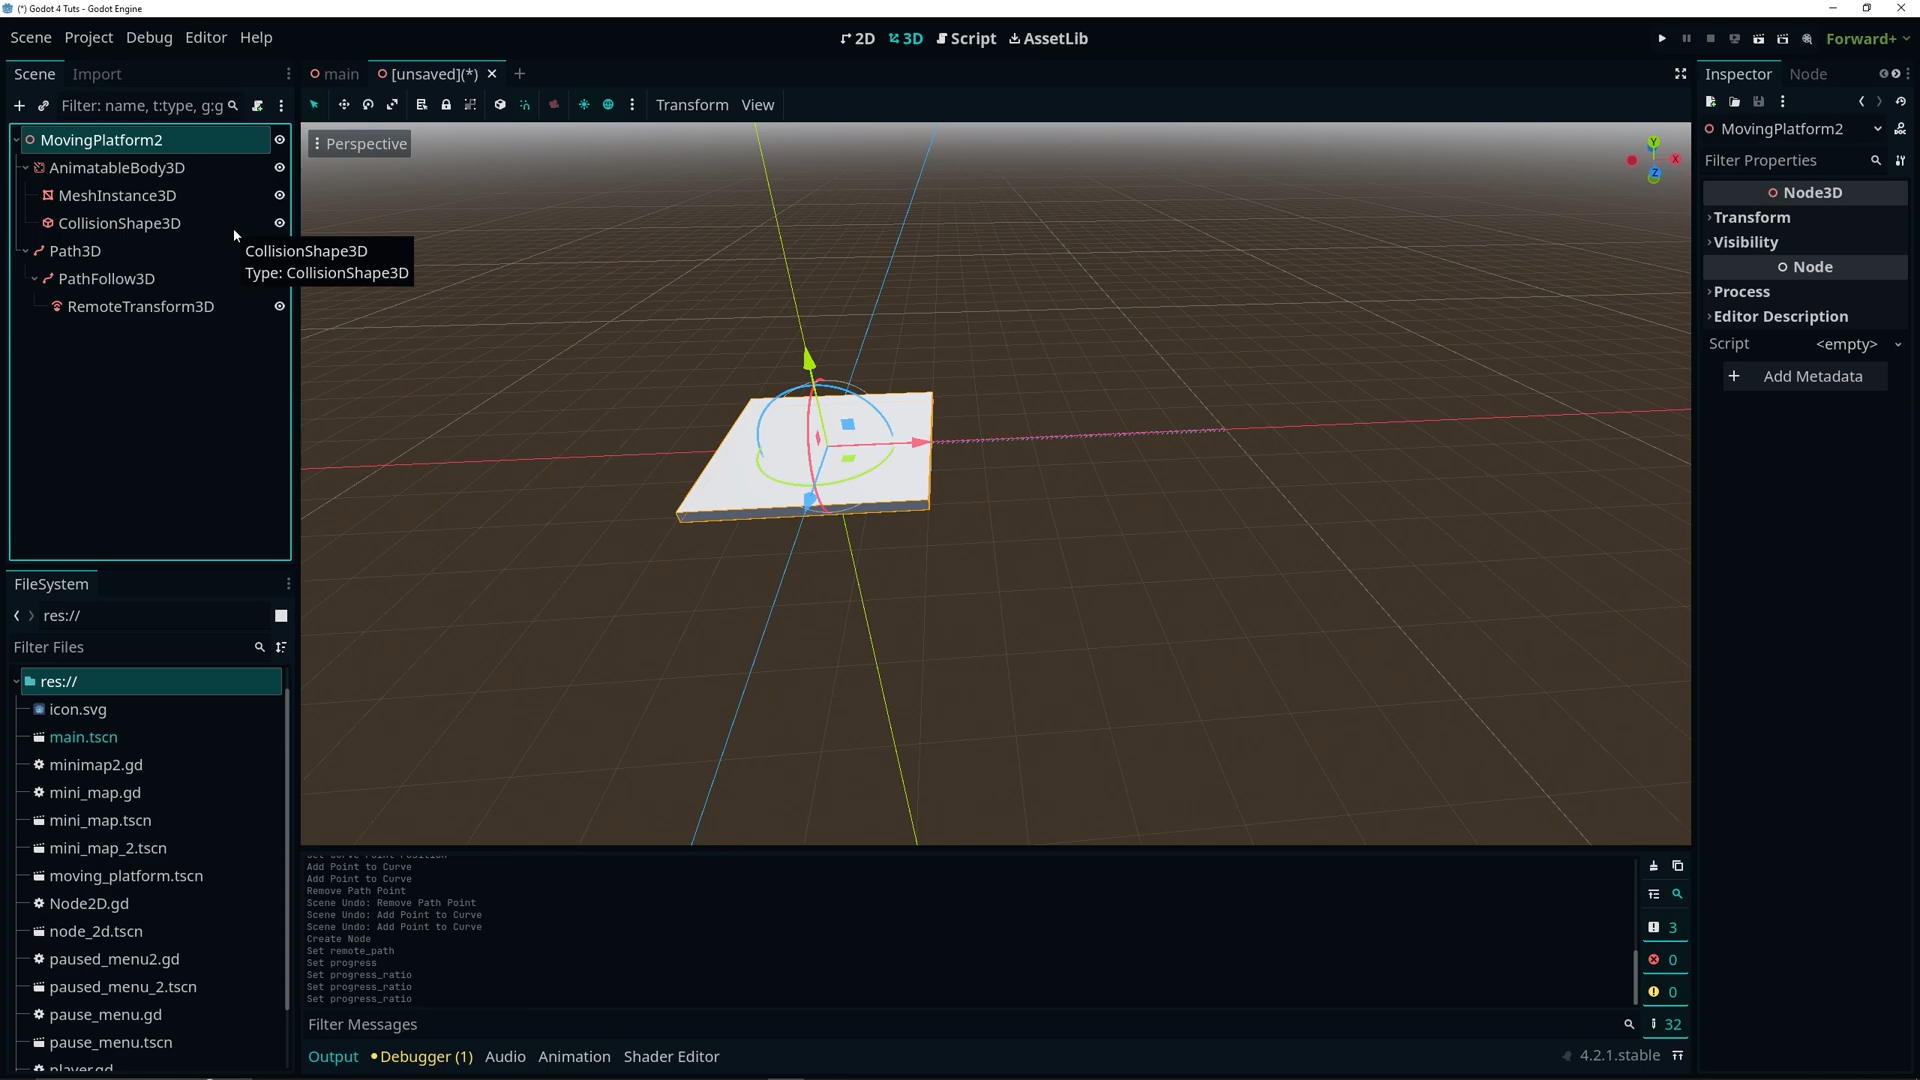 (*) Godot 4 Tuts - Godot Engine
Scene Project Debug Editor Help
2D 3D Script AssetLib
Forward+
Scene Import
main [unsaved](*)
Inspector Node
Filter: name, t:type, g:g
Transform View
MovingPlatform2
AnimatableBody3D
MeshInstance3D
CollisionShape3D
Path3D
PathFollow3D
RemoteTransform3D
CollisionShape3D
Type: CollisionShape3D
Perspective
Y
X
Z
MovingPlatform2
Filter Properties
Node3D
Transform
Visibility
Node
Process
Editor Description
Script <empty>
Add Metadata
FileSystem
res://
Filter Files
res://
icon.svg
main.tscn
minimap2.gd
mini_map.gd
mini_map.tscn
mini_map_2.tscn
moving_platform.tscn
Node2D.gd
node_2d.tscn
paused_menu2.gd
paused_menu_2.tscn
pause_menu.gd
pause_menu.tscn
player.gd
Set Curve Point Position
Add Point to Curve
Add Point to Curve
Remove Path Point
Scene Undo: Remove Path Point
Scene Undo: Add Point to Curve
Scene Undo: Add Point to Curve
Create Node
Set remote_path
Set progress
Set progress_ratio
Set progress_ratio
Set progress_ratio
3
0
0
32
Filter Messages
Output Debugger (1) Audio Animation Shader Editor
4.2.1.stable